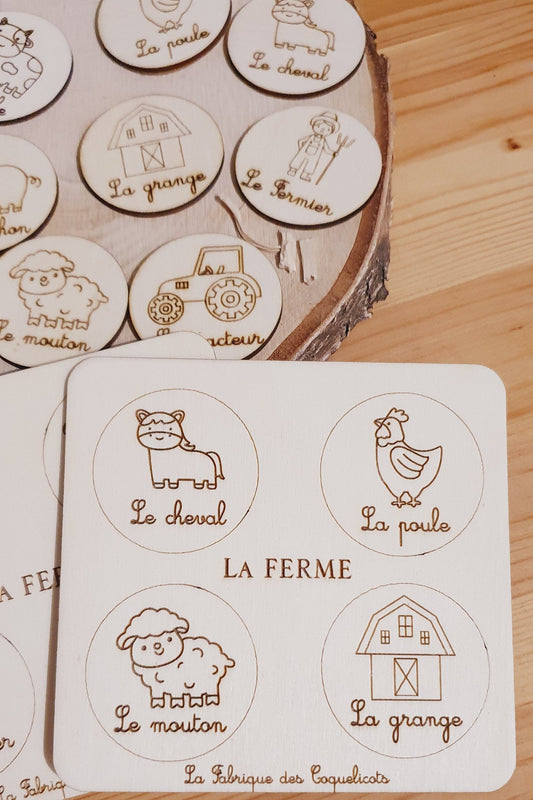 La poule
Le cheval
La grange
Le Fermier
Le mouton
Le cheval
La poule
LA FERME
Le mouton
La grange
La Fabrique des Coquelicots